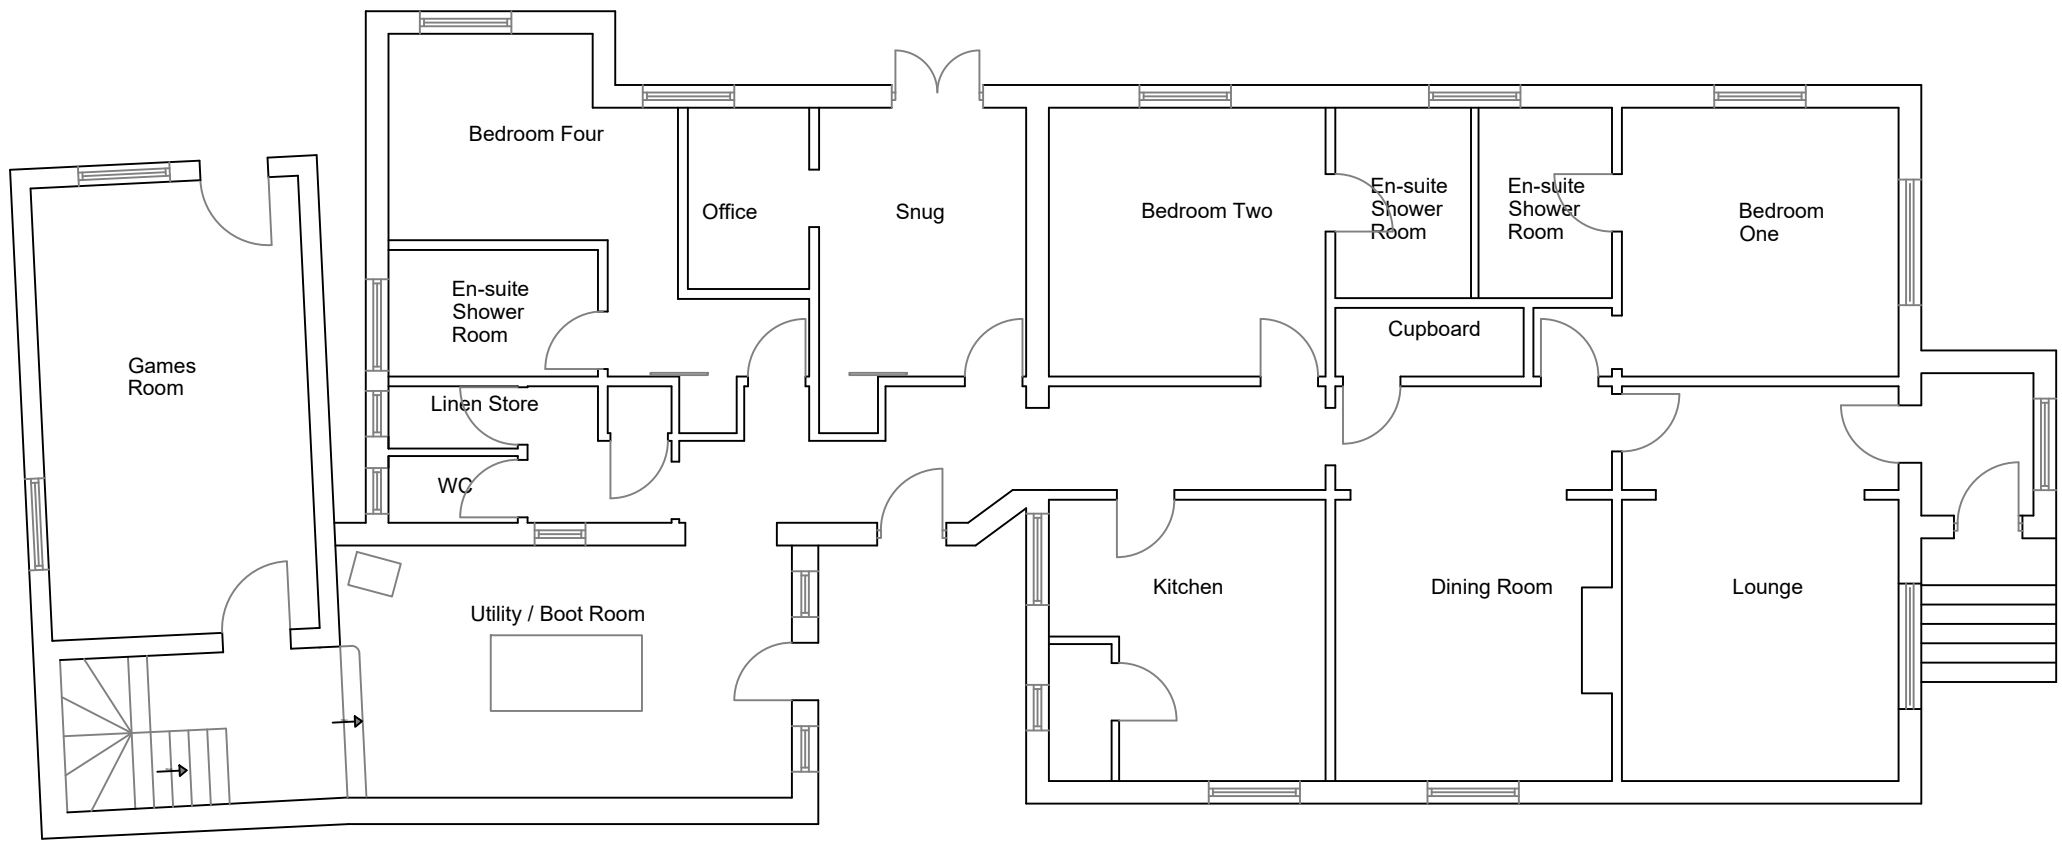 Bedroom Four
Office
Snug
Bedroom Two
En-suite
Shower
Room
En-suite
Shower
Room
Bedroom
One
En-suite
Shower
Room
Cupboard
Games
Room
Linen Store
WC
Utility / Boot Room
Kitchen
Dining Room
Lounge